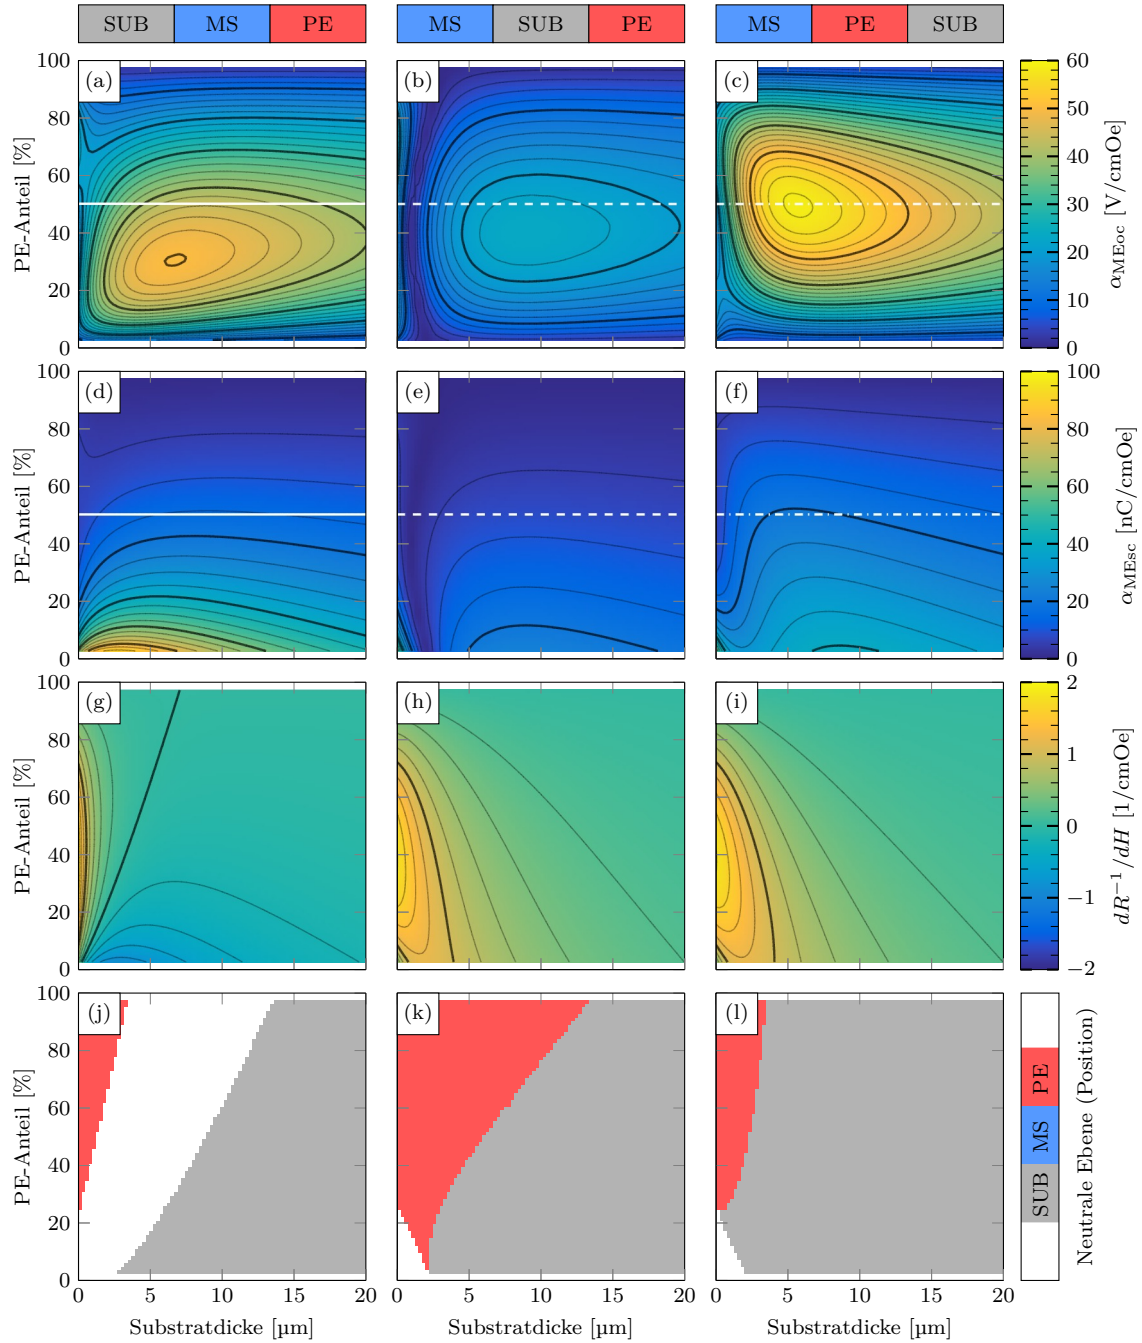 SUB MS PE MS SUB PE MS PE SUB
(a) (b) (c)
100
80
60
40
20
0
PE-Anteil [%]
60
50
40
30
20
10
0
α_MEoc [V/cmOe]
(d) (e) (f)
100
80
60
40
20
0
PE-Anteil [%]
100
80
60
40
20
0
α_MEsc [nC/cmOe]
(g) (h) (i)
100
80
60
40
20
0
PE-Anteil [%]
2
1
0
−1
−2
dR⁻¹/dH [1/cmOe]
(j) (k) (l)
100
80
60
40
20
0
PE-Anteil [%]
PE
MS
SUB
Neutrale Ebene (Position)
0 5 10 15 20 0 5 10 15 20 0 5 10 15 20
Substratdicke [µm] Substratdicke [µm] Substratdicke [µm]